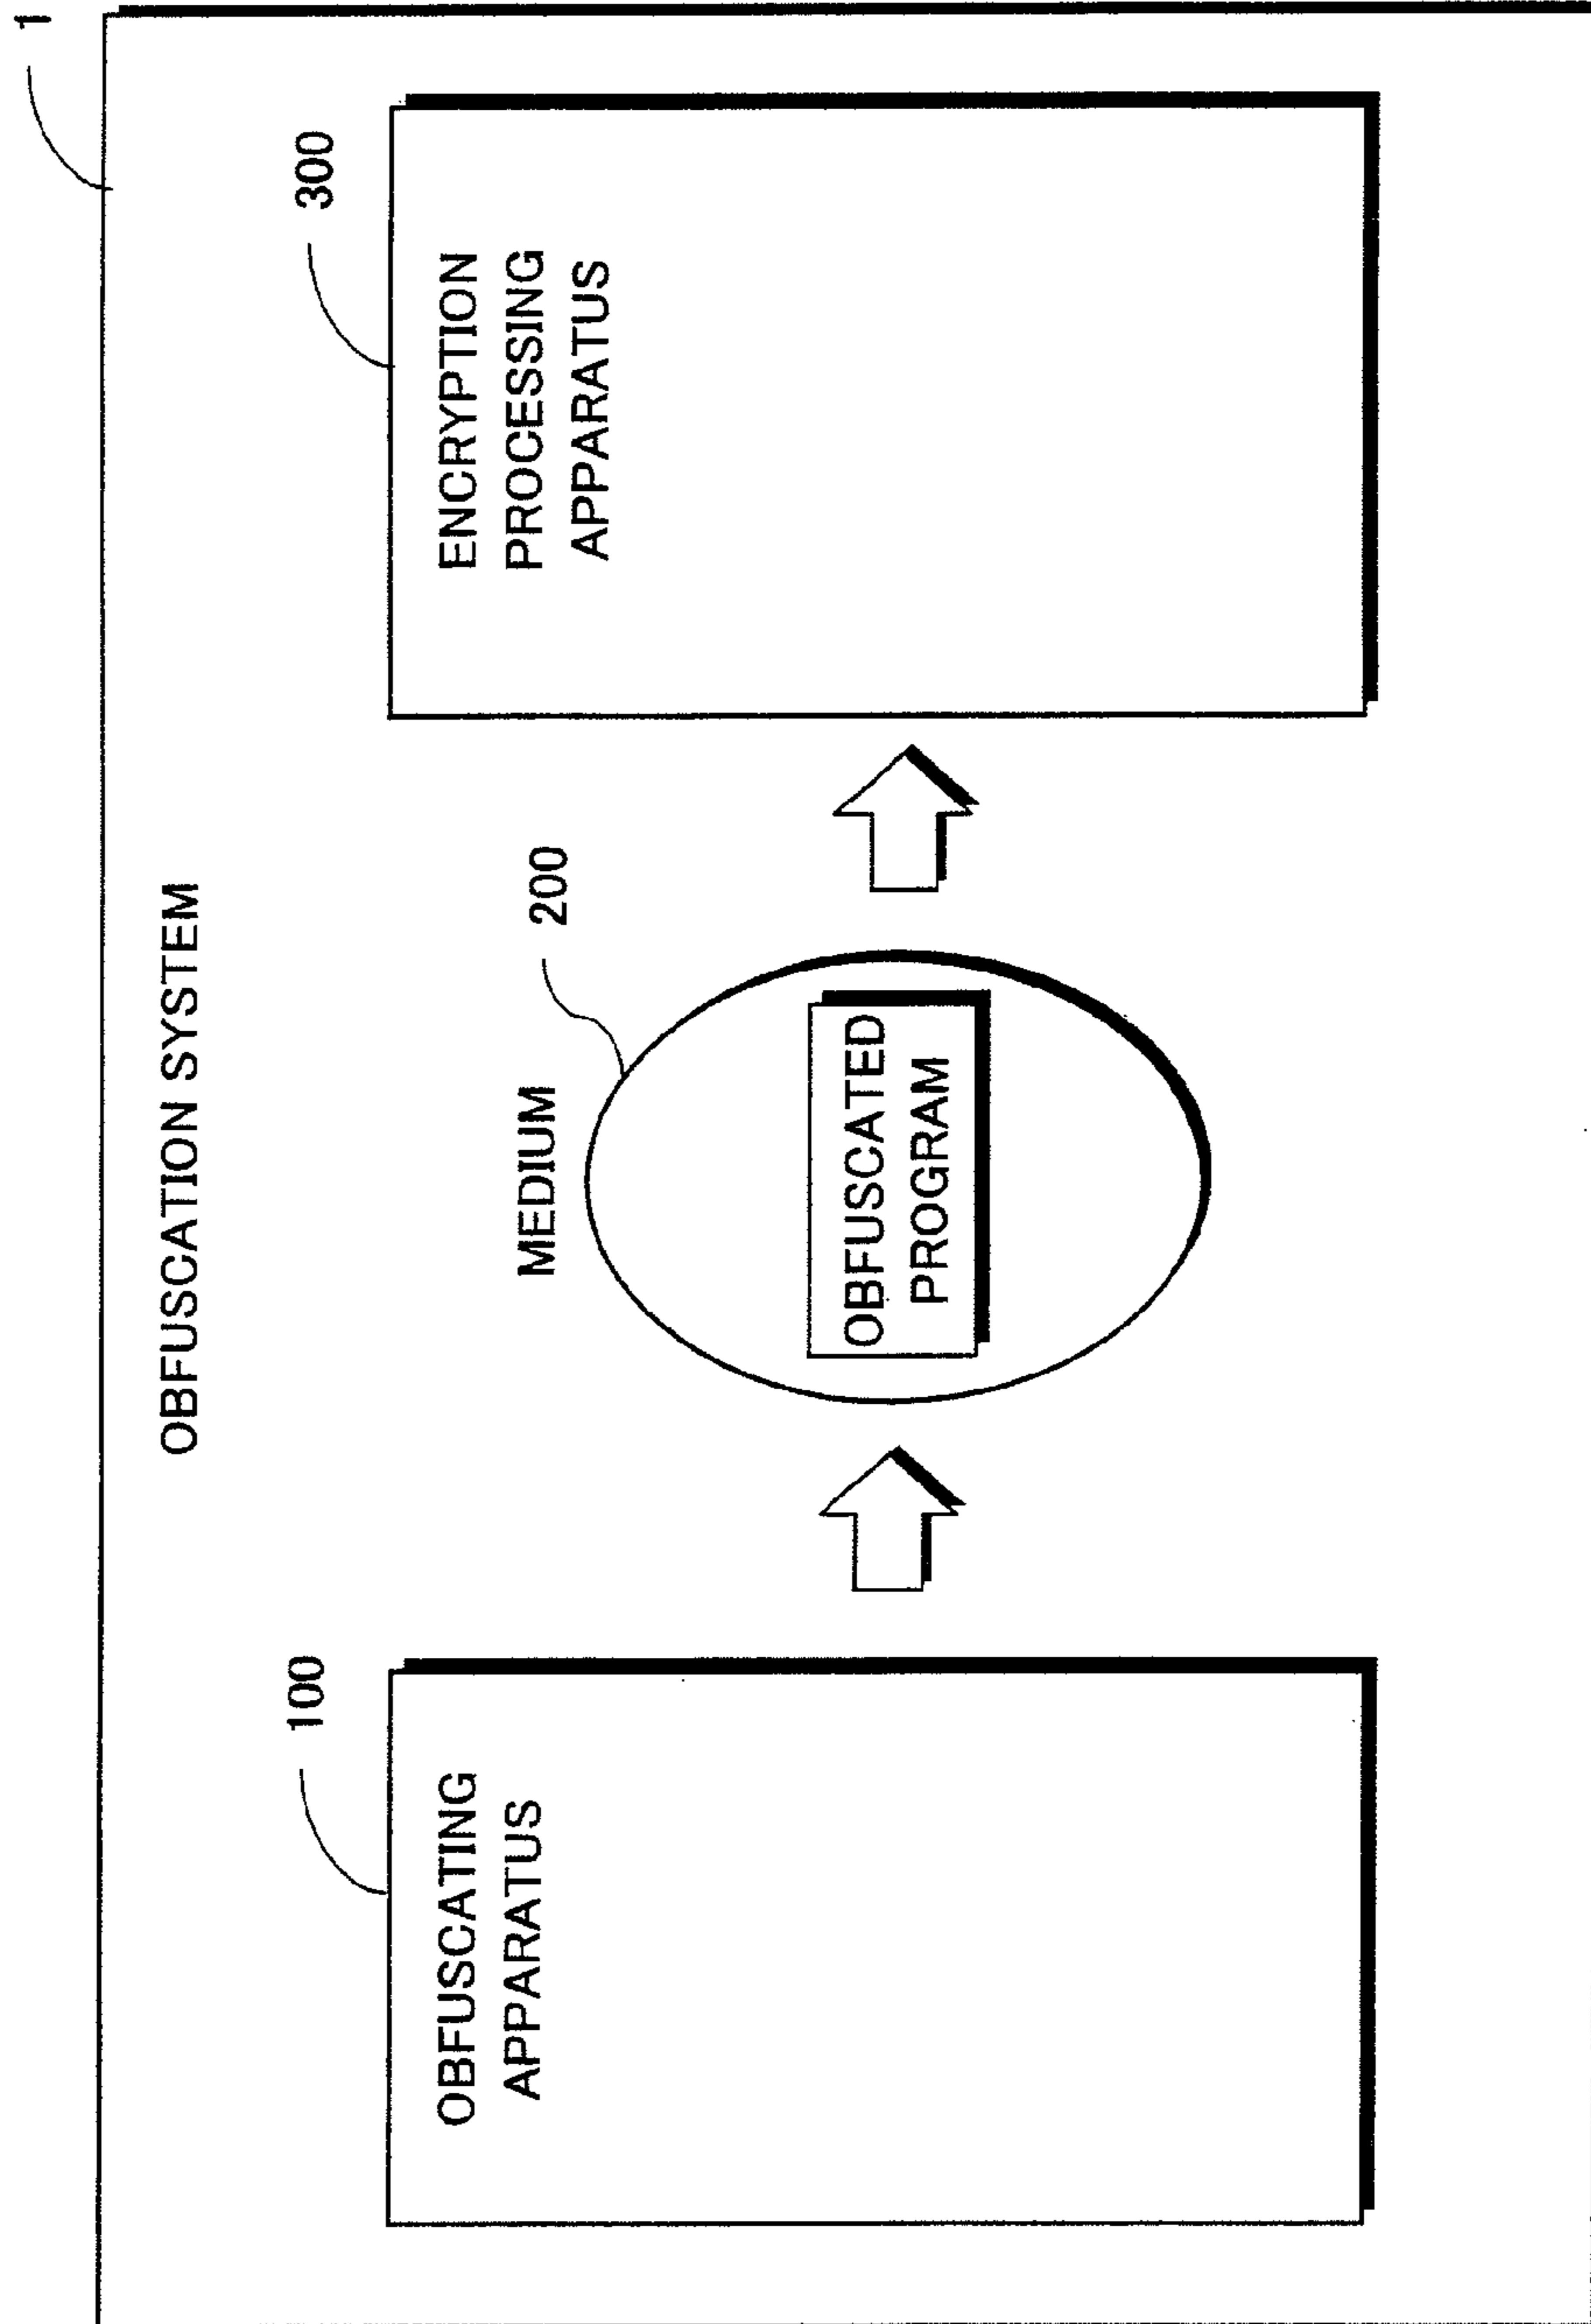 1
OBFUSCATION SYSTEM
100
OBFUSCATING
APPARATUS
MEDIUM
200
OBFUSCATED
PROGRAM
300
ENCRYPTION
PROCESSING
APPARATUS